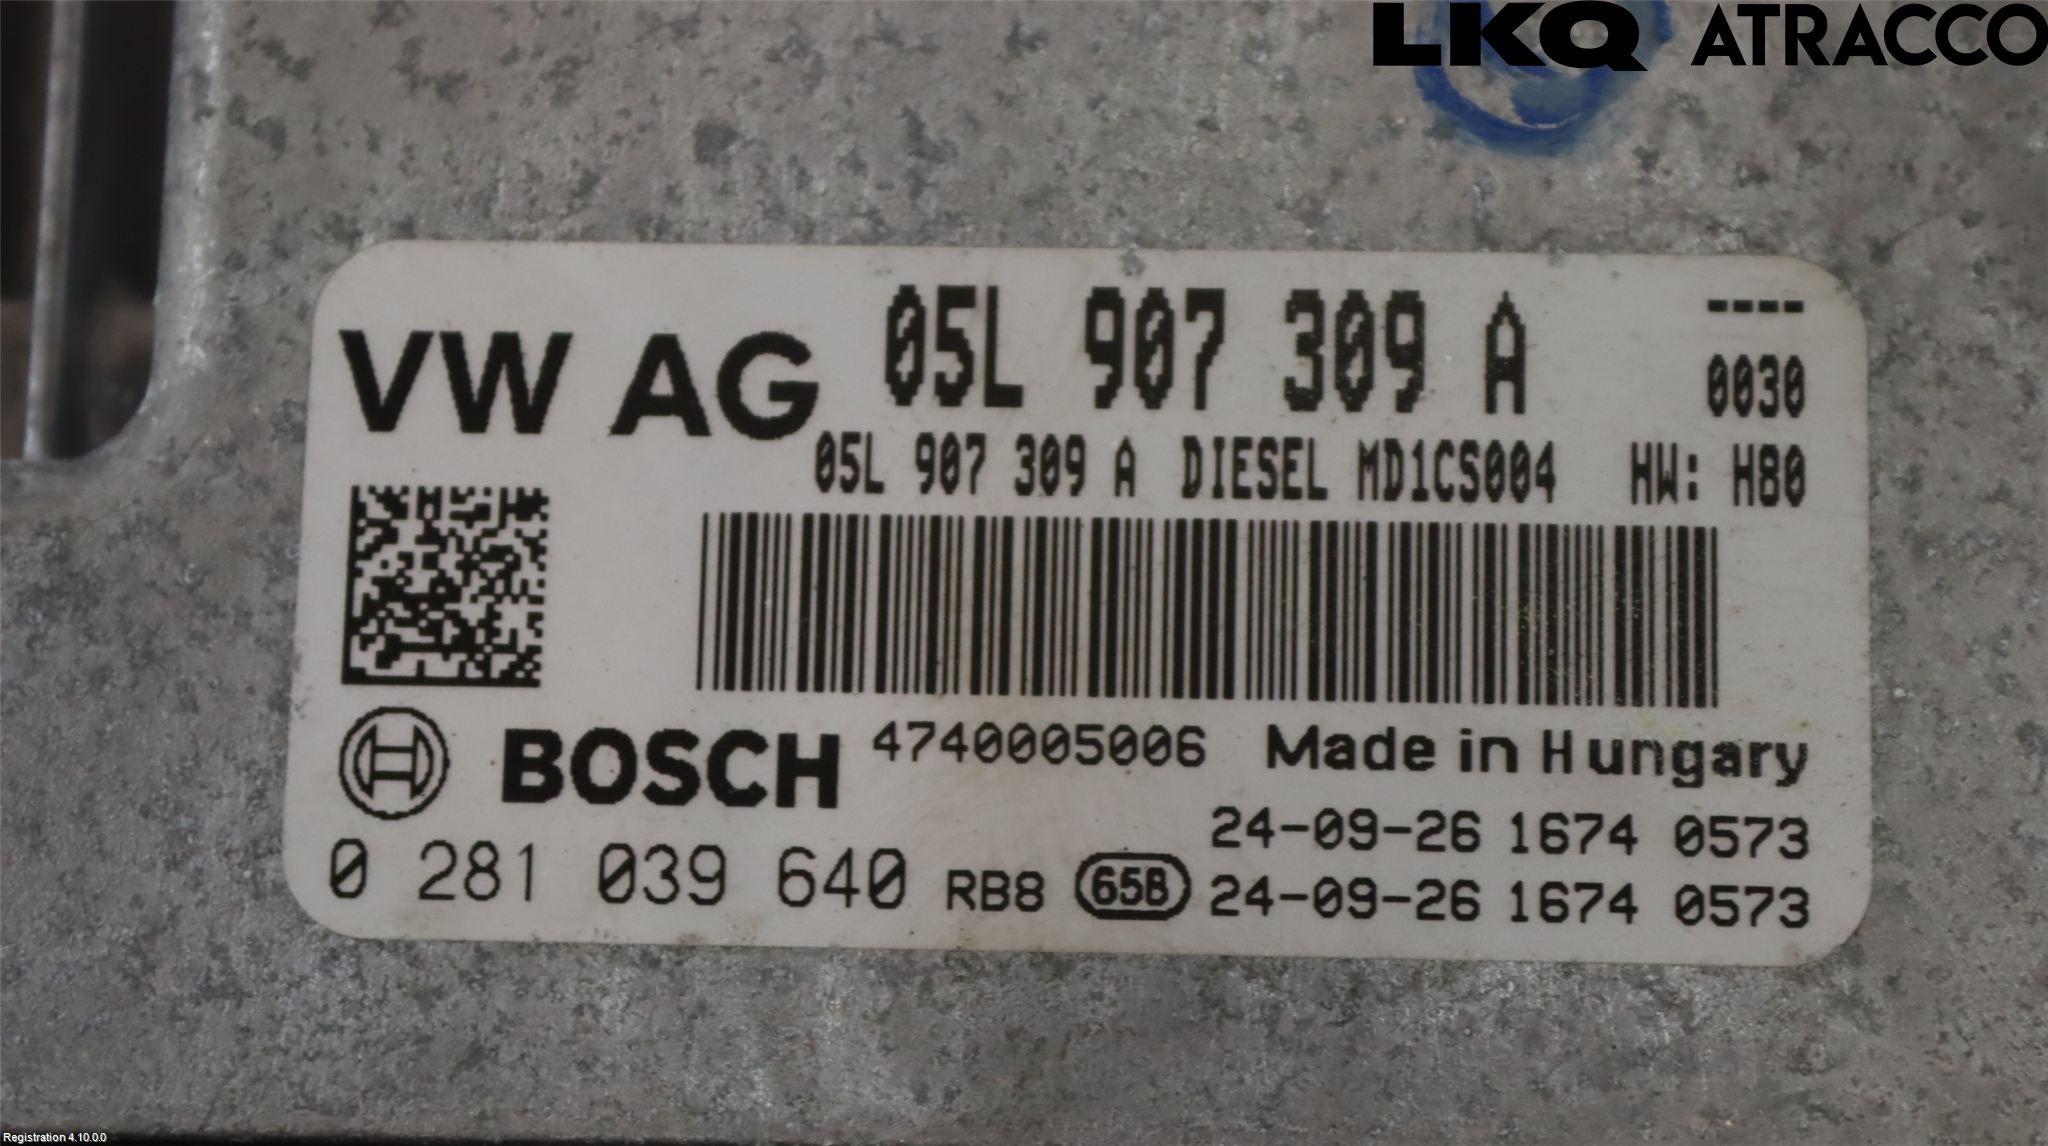 LKQ ATRACCO
VW AG 05L 907 309 A ----
0030
05L 907 309 A DIESEL MD1CS004 HW: H80
BOSCH 4740005006 Made in Hungary
24-09-26 1674 0573
0 281 039 640 RB8 65B 24-09-26 1674 0573
Registration 4.10.0.0